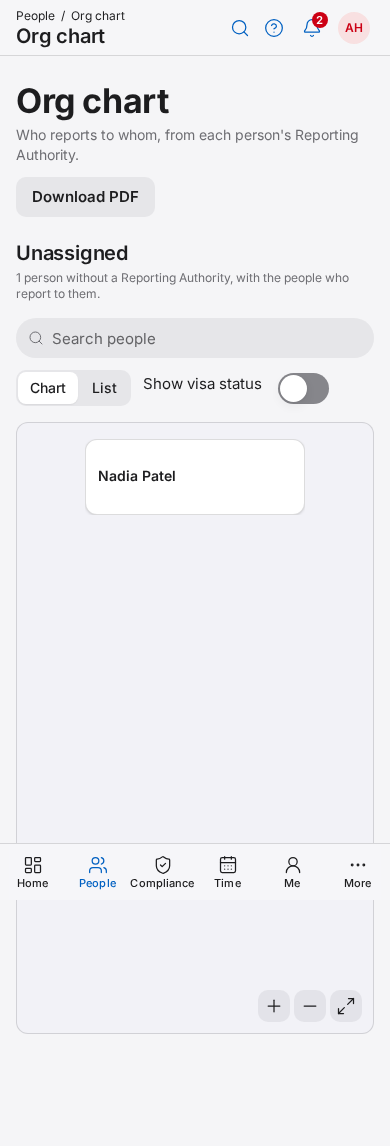 People / Org chart
Org chart
2
AH
Org chart
Who reports to whom, from each person's Reporting
Authority.
Download PDF
Unassigned
1 person without a Reporting Authority, with the people who
report to them.
Search people
Chart
List
Show visa status
Nadia Patel
Home
People
Compliance
Time
Me
More